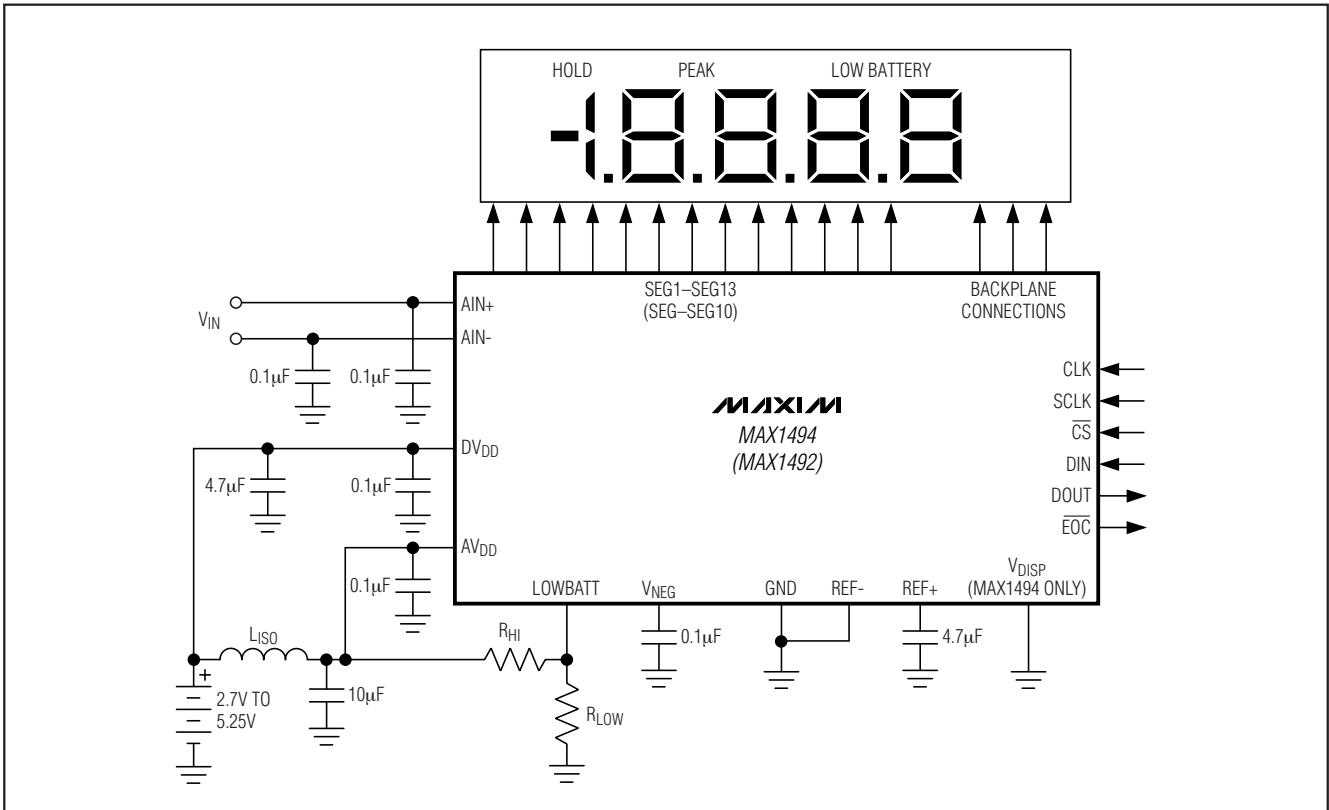 HOLD PEAK LOW BATTERY
-1.8.8.8.8
SEG1–SEG13
(SEG–SEG10)
BACKPLANE
CONNECTIONS
AIN+
VIN
AIN-
0.1µF 0.1µF
CLK
SCLK
CS
DIN
DOUT
EOC
MAXIM
MAX1494
(MAX1492)
DVDD
4.7µF 0.1µF
AVDD
0.1µF
LOWBATT VNEG GND REF- REF+ VDISP
(MAX1494 ONLY)
LISO
RHI
0.1µF
4.7µF
+
2.7V TO
5.25V
10µF
RLOW